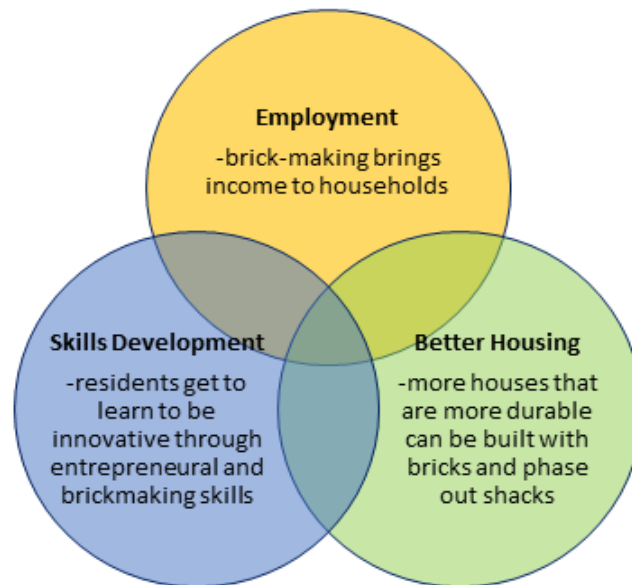 Employment
-brick-making brings
income to households
Skills Development
-residents get to
learn to be
innovative through
entrepreneural and
brickmaking skills
Better Housing
-more houses that
are more durable
can be built with
bricks and phase
out shacks